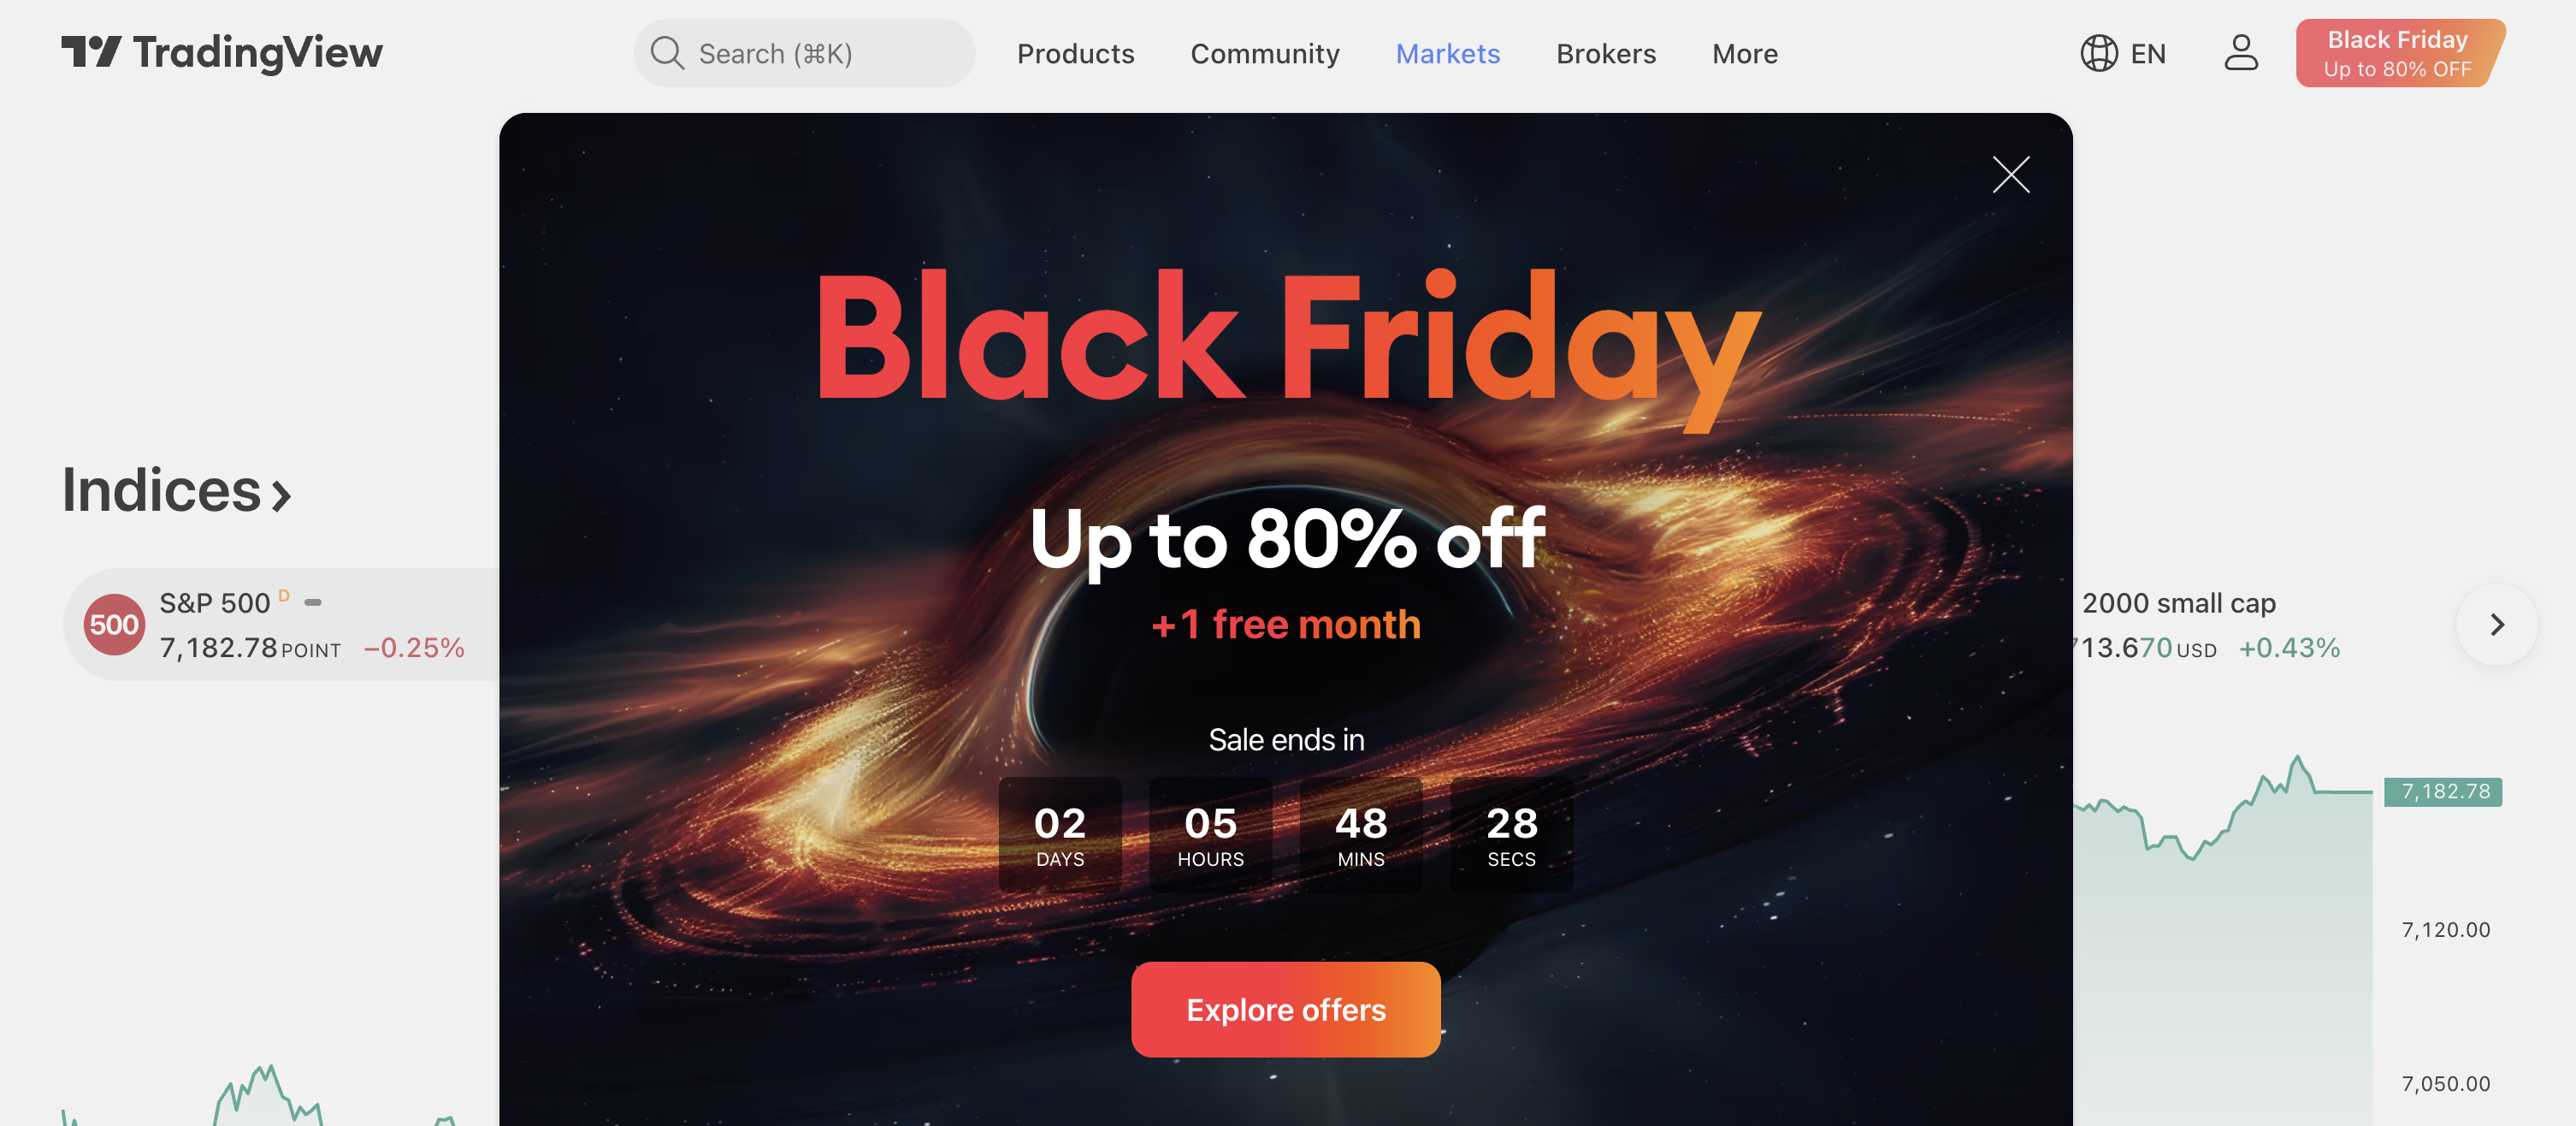 TradingView
Search (⌘K)
Products
Community
Markets
Brokers
More
EN
Black Friday
Up to 80% OFF
Black Friday
Up to 80% off
+1 free month
Sale ends in
02 05 48 28
DAYS HOURS MINS SECS
Explore offers
Indices
500
S&P 500 D
7,182.78 POINT −0.25%
2000 small cap
13.670 USD +0.43%
7,182.78
7,120.00
7,050.00